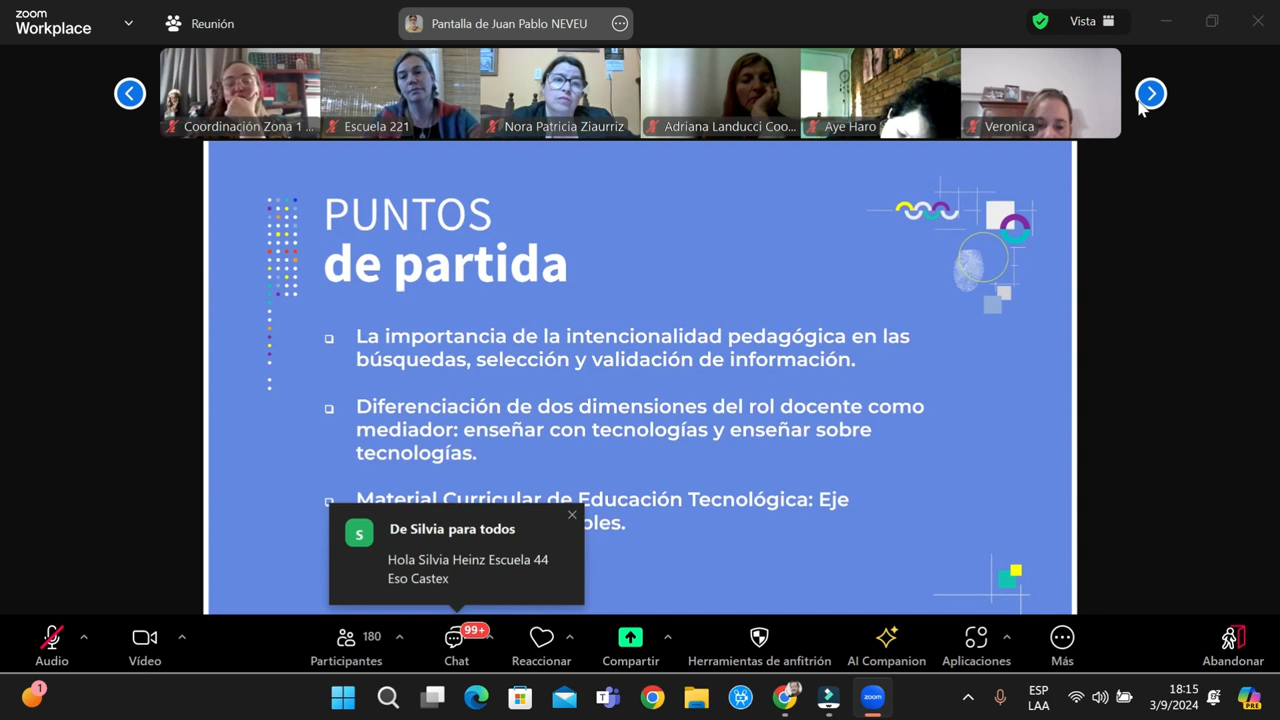 zoom
Workplace
Reunión
Pantalla de Juan Pablo NEVEU
Vista
Coordinación Zona 1 ...
Escuela 221
Nora Patricia Ziaurriz
Adriana Landucci Coo...
Aye Haro
Veronica
PUNTOS
de partida
La importancia de la intencionalidad pedagógica en las
búsquedas, selección y validación de información.
Diferenciación de dos dimensiones del rol docente como
mediador: enseñar con tecnologías y enseñar sobre
tecnologías.
Material Curricular de Educación Tecnológica: Eje
S
De Silvia para todos
Hola Silvia Heinz Escuela 44
Eso Castex
Audio
Vídeo
180
Participantes
99+
Chat
Reaccionar
Compartir
Herramientas de anfitrión
AI Companion
Aplicaciones
Más
Abandonar
1
zoom
ESP
LAA
18:15
3/9/2024
PRE